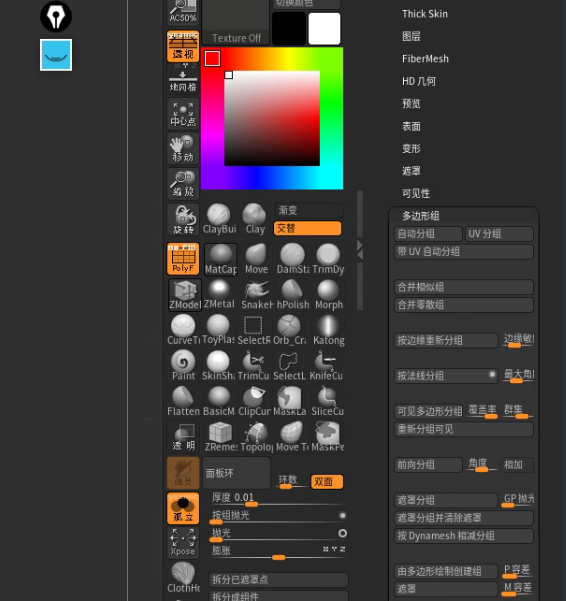 AC50%
切换颜色
Texture Off
Dynamic
透视
X Y Z
地网格
中心点
移动
缩放
旋转
渐变
交替
ClayBui
Clay
PolyF
MatCap
Move
DamSta
TrimDy
ZModel
ZMetal
SnakeH
hPolish
Morph
CurveTu
ToyPlas
SelectR
Orb_Cra
Katong
Paint
SkinSha
TrimCu
SelectL
KnifeCu
Flatten
BasicM
ClipCur
MaskLa
SliceCu
透明
ZRemes
Topolog
Move T
MaskPe
面板环
环数
双面
厚度 0.01
孤立
按组抛光
抛光
膨胀
X Y Z
Xpose
ClothHo
拆分已遮罩点
拆分成组件
Thick Skin
图层
FiberMesh
HD 几何
预览
表面
变形
遮罩
可见性
多边形组
自动分组
UV 分组
带 UV 自动分组
合并相似组
合并零散组
按边缘重新分组
边缘敏
按法线分组
最大角
可见多边形分组
覆盖率
群集
重新分组可见
前向分组
角度
相加
遮罩分组
GP 抛光
遮罩分组并清除遮罩
按 Dynamesh 相减分组
由多边形绘制创建组
P 容差
遮罩
M 容差